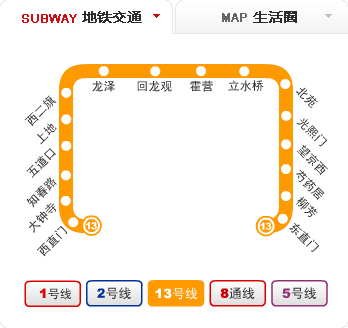 SUBWAY 地铁交通
MAP 生活圈
龙泽
回龙观
霍营
立水桥
西二旗
上地
五道口
知春路
大钟寺
西直门
北苑
光熙门
望京西
芍药居
柳芳
东直门
13
13
1号线
2号线
13号线
8通线
5号线